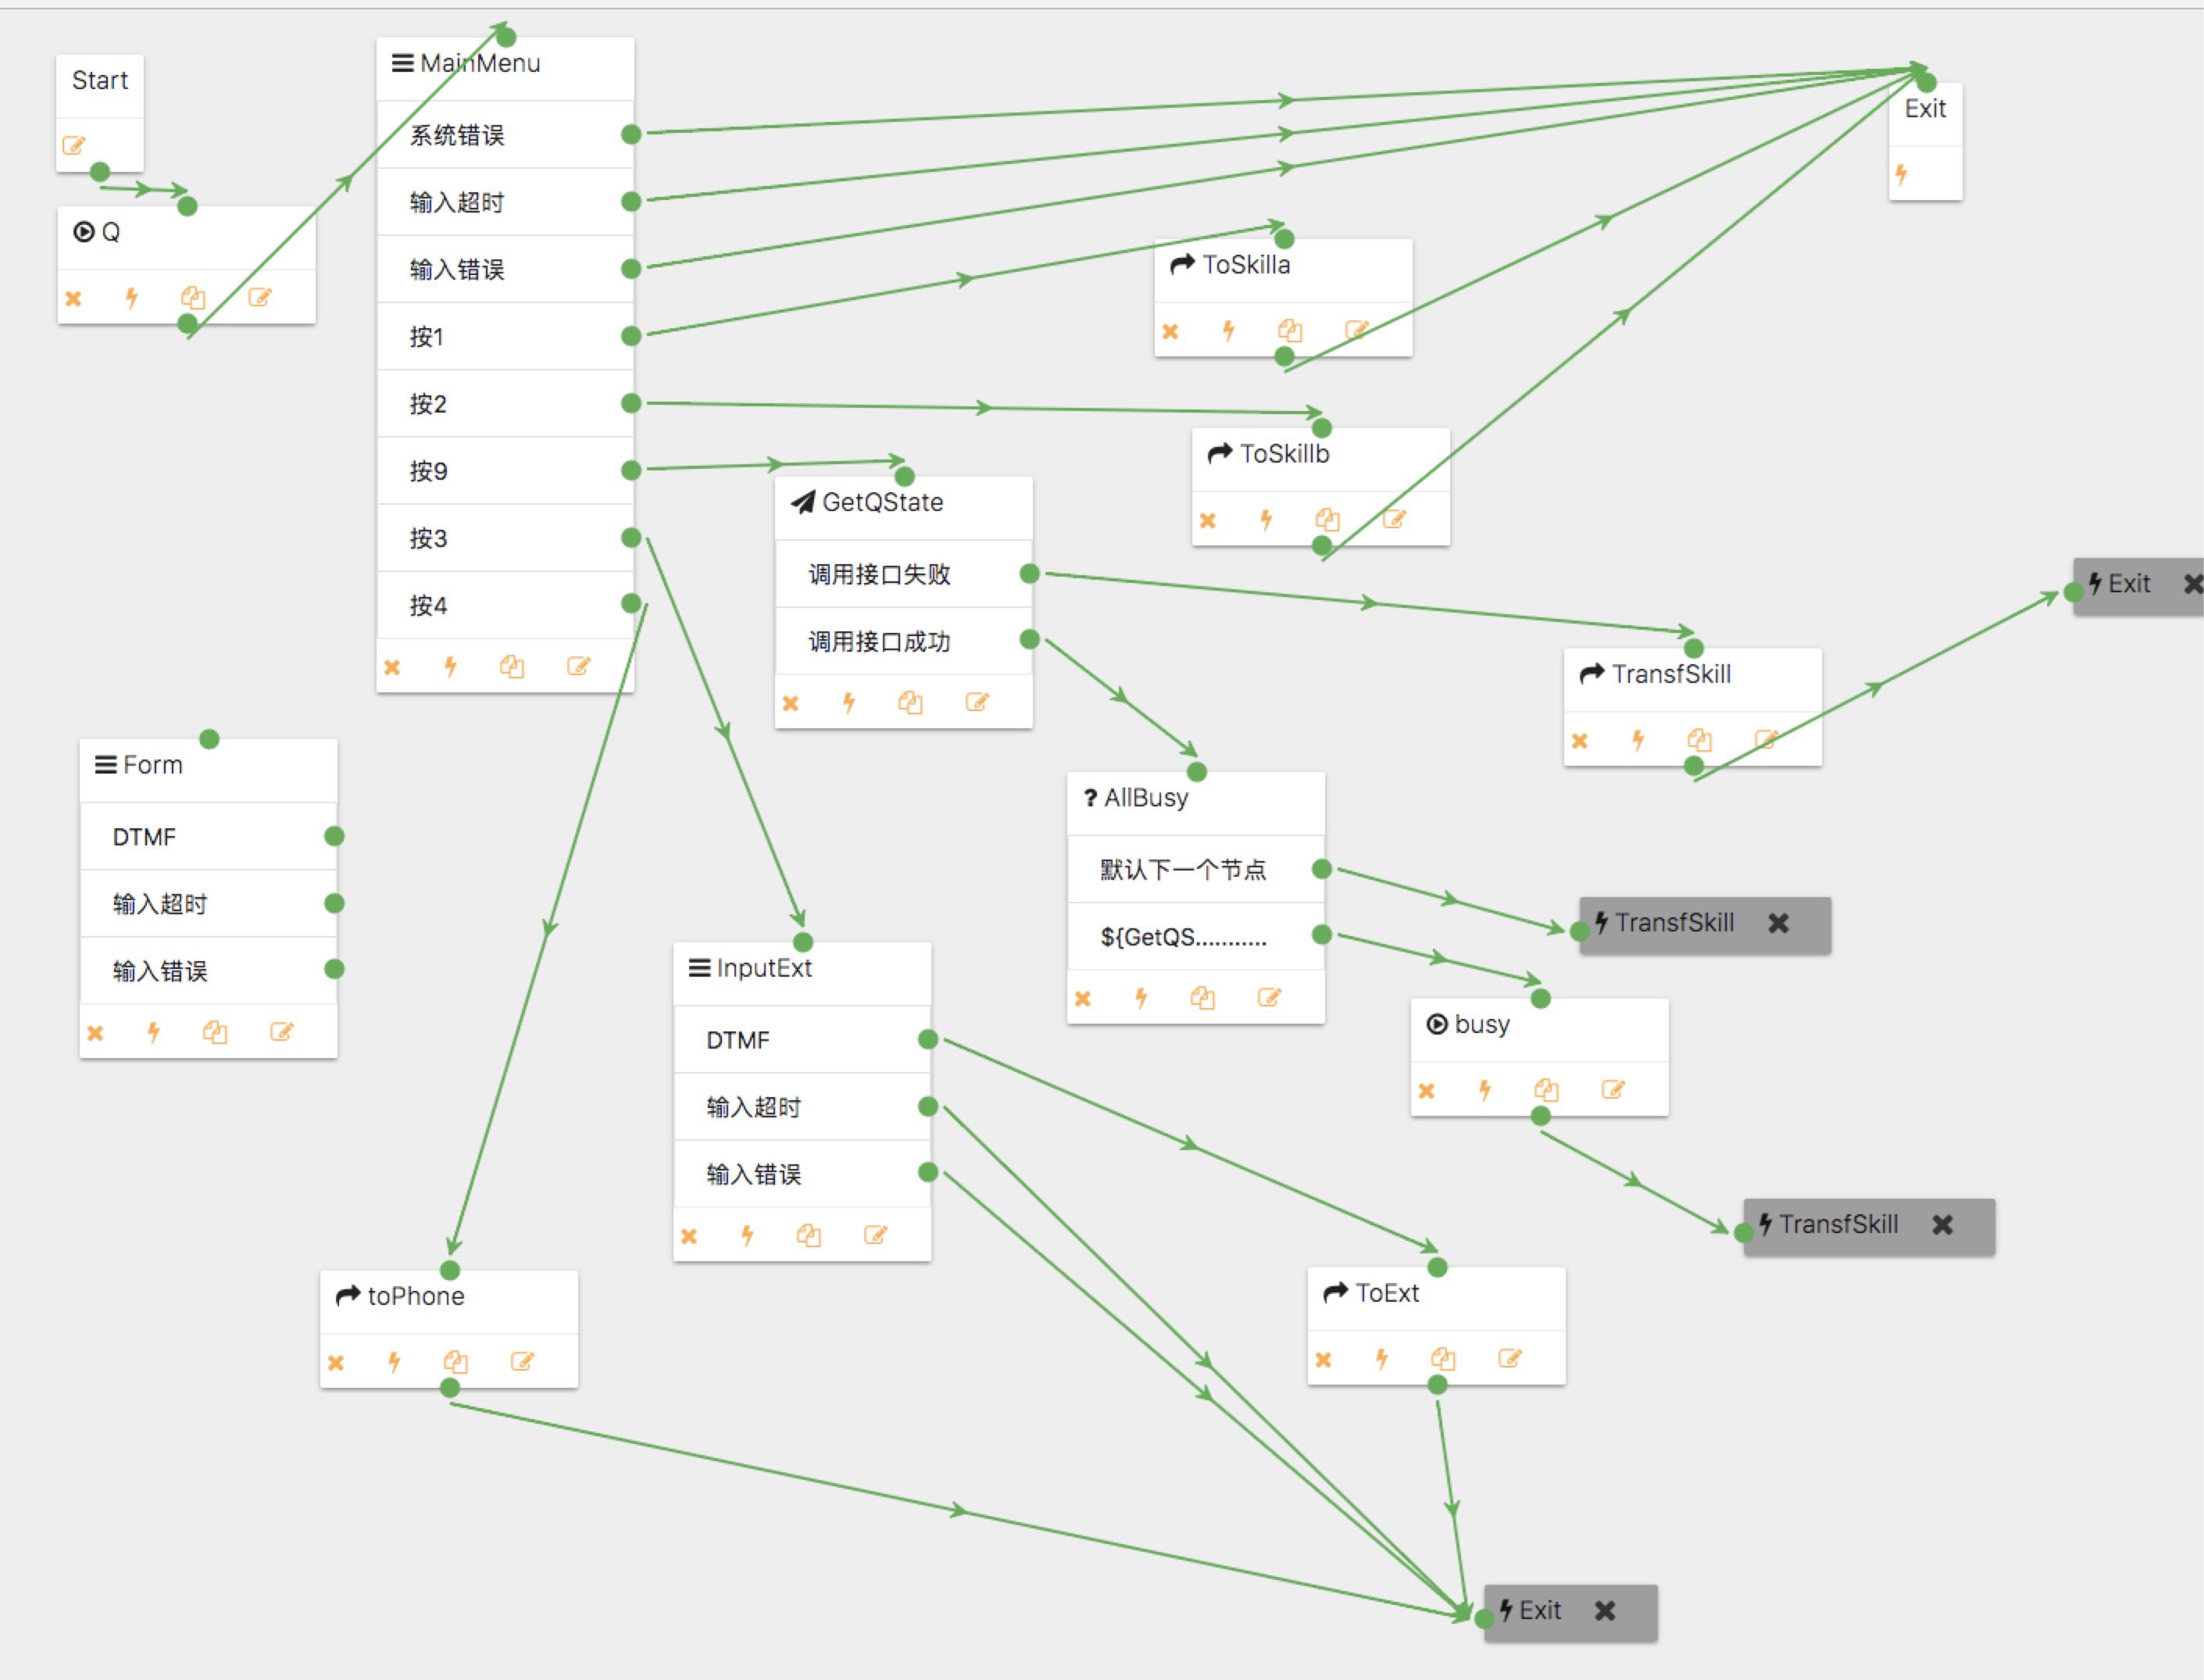 Start
Q
MainMenu
系统错误
输入超时
输入错误
按1
按2
按9
按3
按4
Exit
ToSkilla
ToSkillb
GetQState
调用接口失败
调用接口成功
Exit
TransfSkill
Form
DTMF
输入超时
输入错误
? AllBusy
默认下一个节点
${GetQS...........
TransfSkill
InputExt
DTMF
输入超时
输入错误
busy
TransfSkill
toPhone
ToExt
Exit